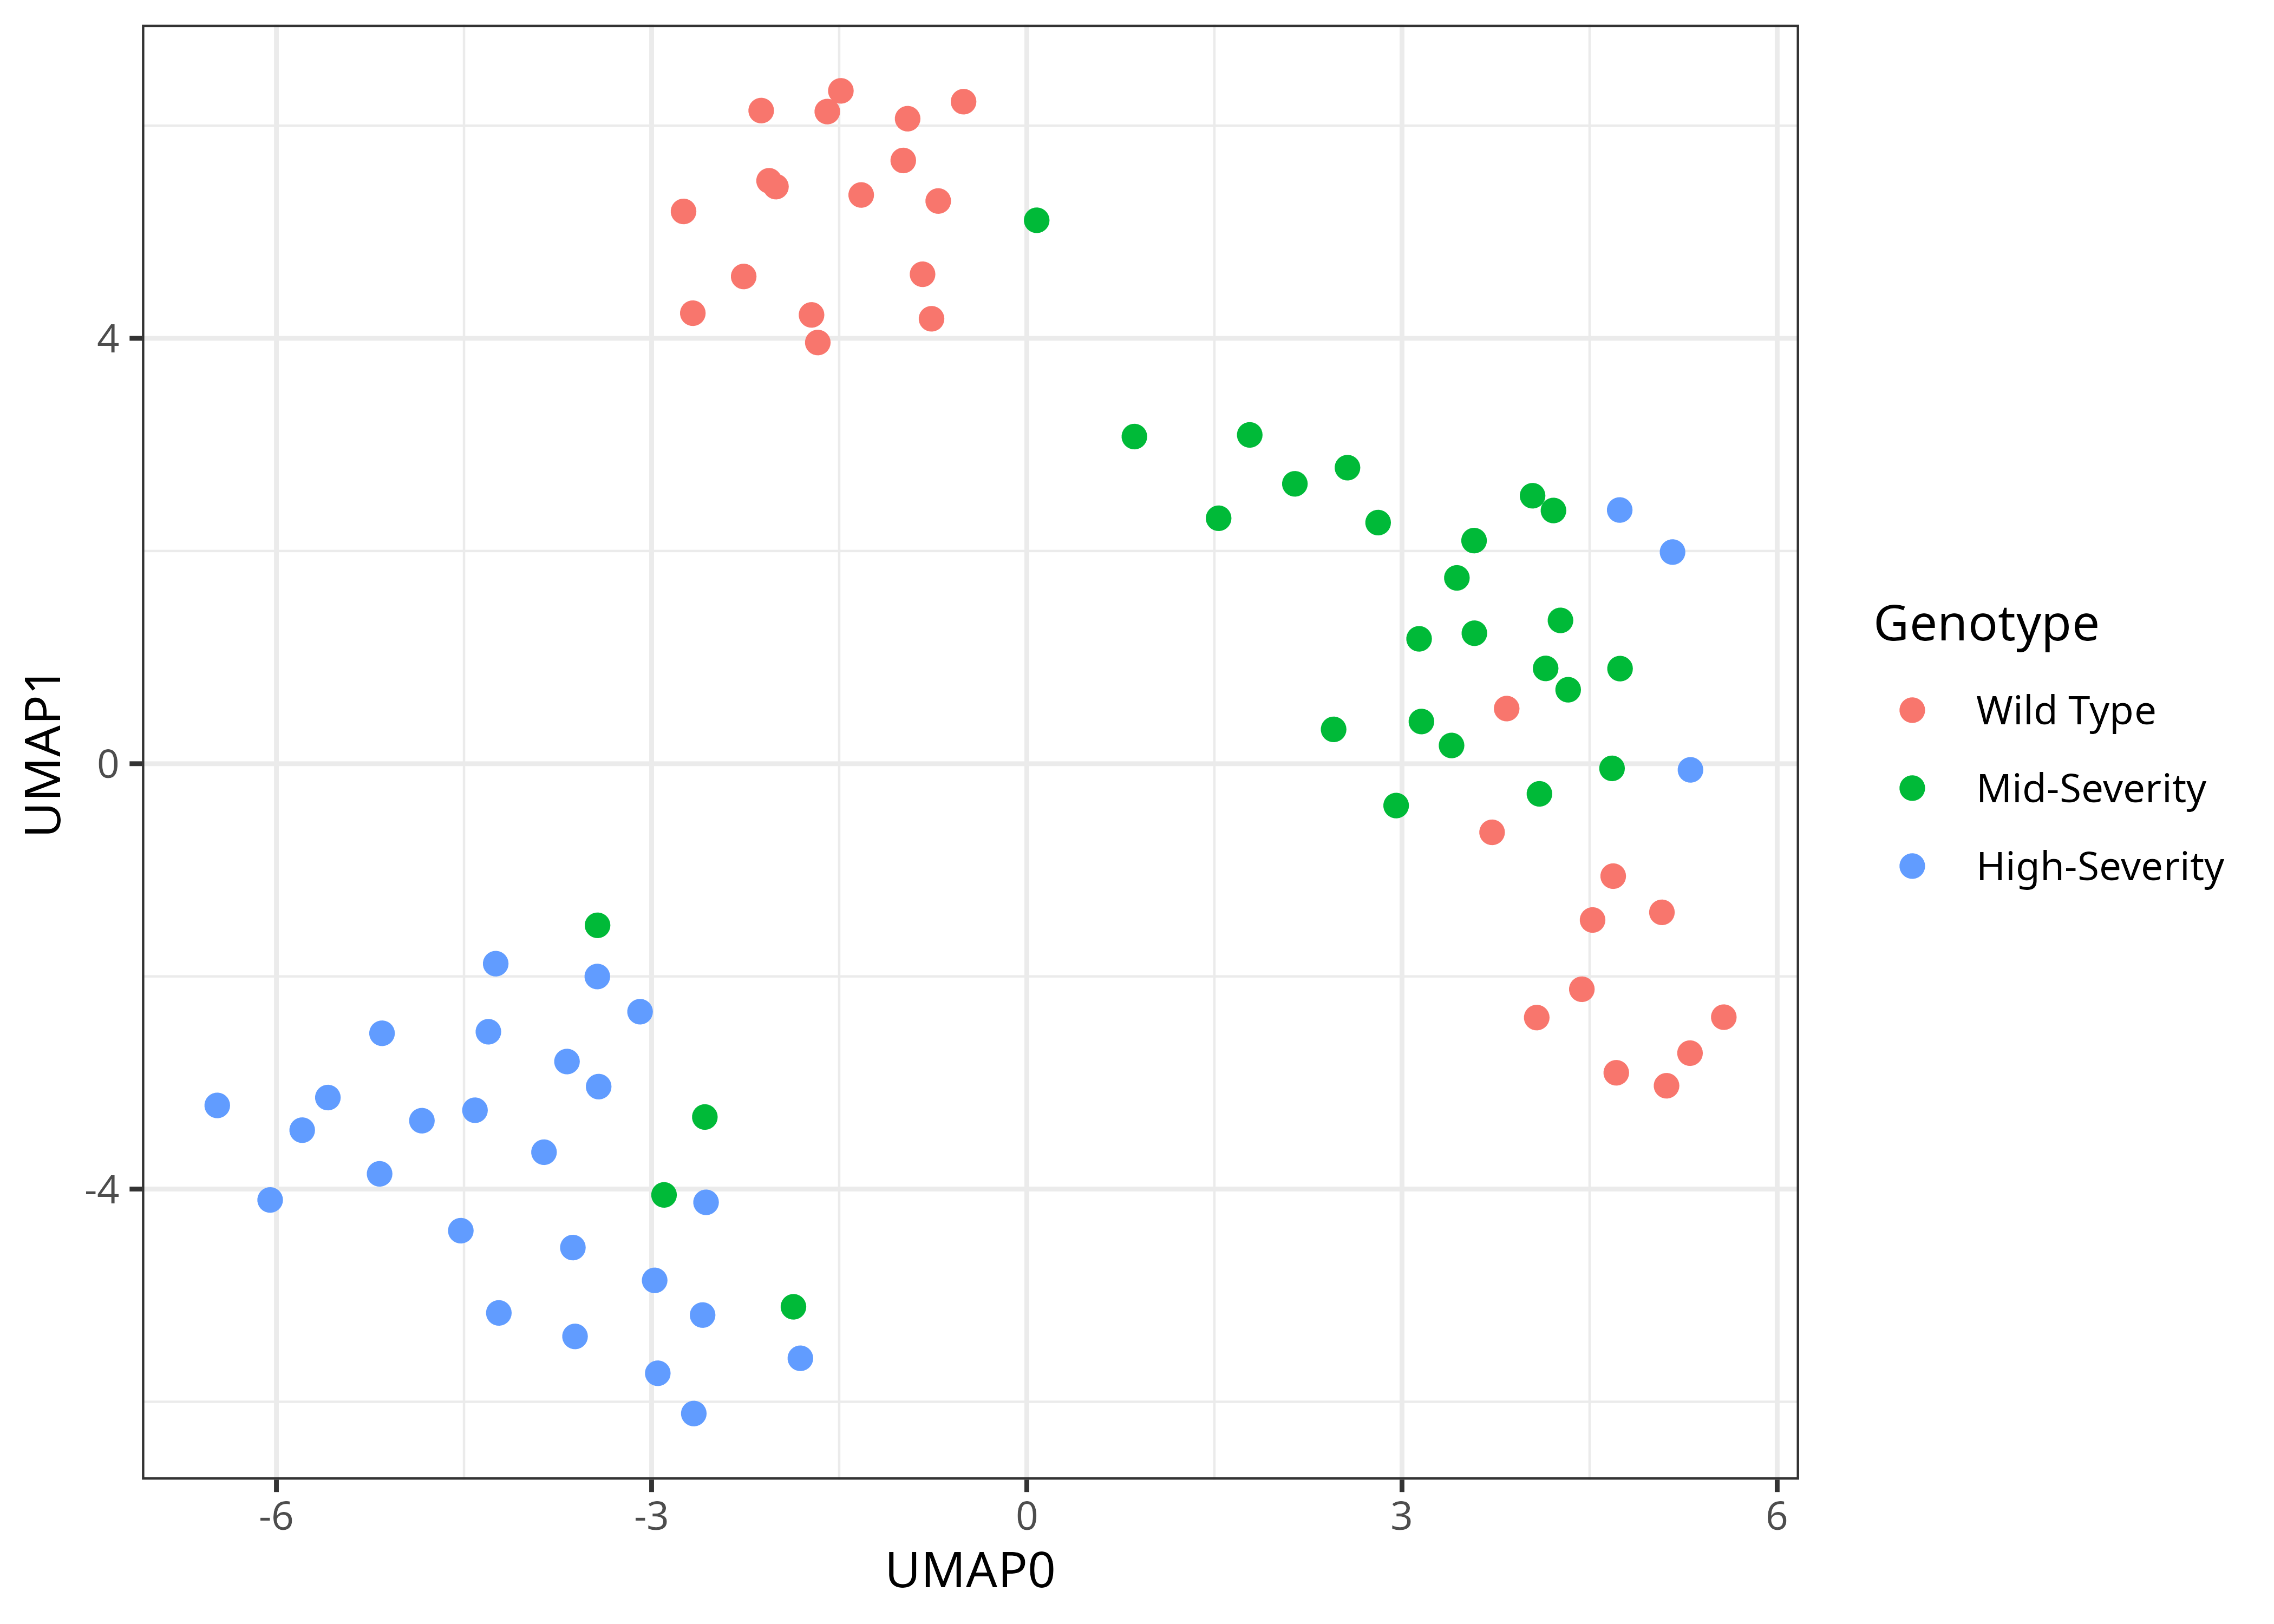 4
0
-4
-6
-3
0
3
6
UMAP0
UMAP1
Genotype
Wild Type
Mid-Severity
High-Severity